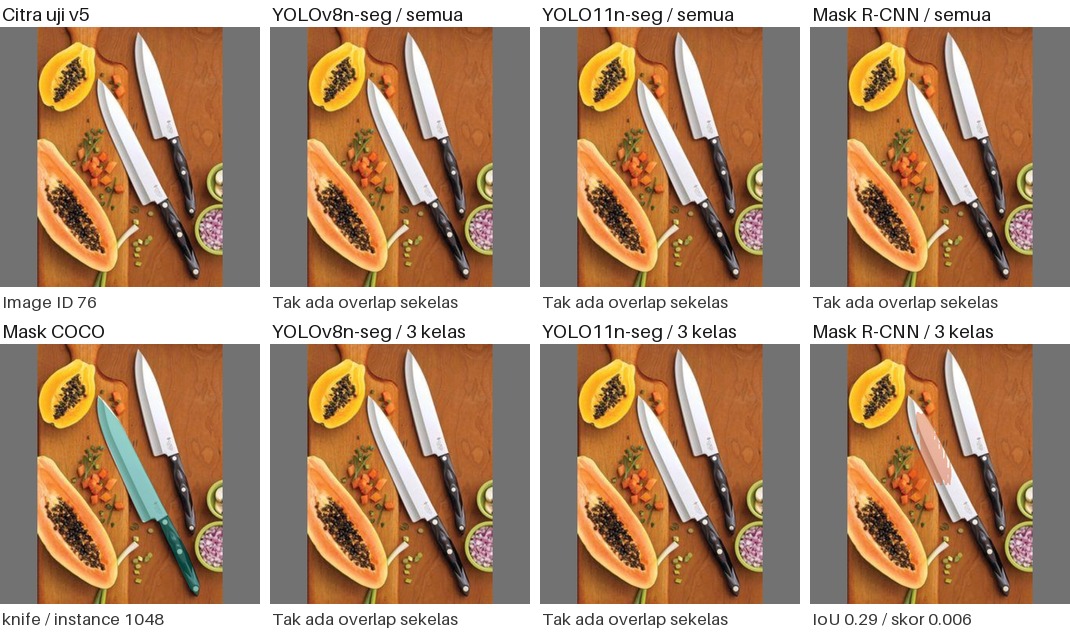 Citra uji v5
YOLOv8n-seg / semua
YOLO11n-seg / semua
Mask R-CNN / semua
Image ID 76
Tak ada overlap sekelas
Tak ada overlap sekelas
Tak ada overlap sekelas
Mask COCO
YOLOv8n-seg / 3 kelas
YOLO11n-seg / 3 kelas
Mask R-CNN / 3 kelas
knife / instance 1048
Tak ada overlap sekelas
Tak ada overlap sekelas
IoU 0.29 / skor 0.006